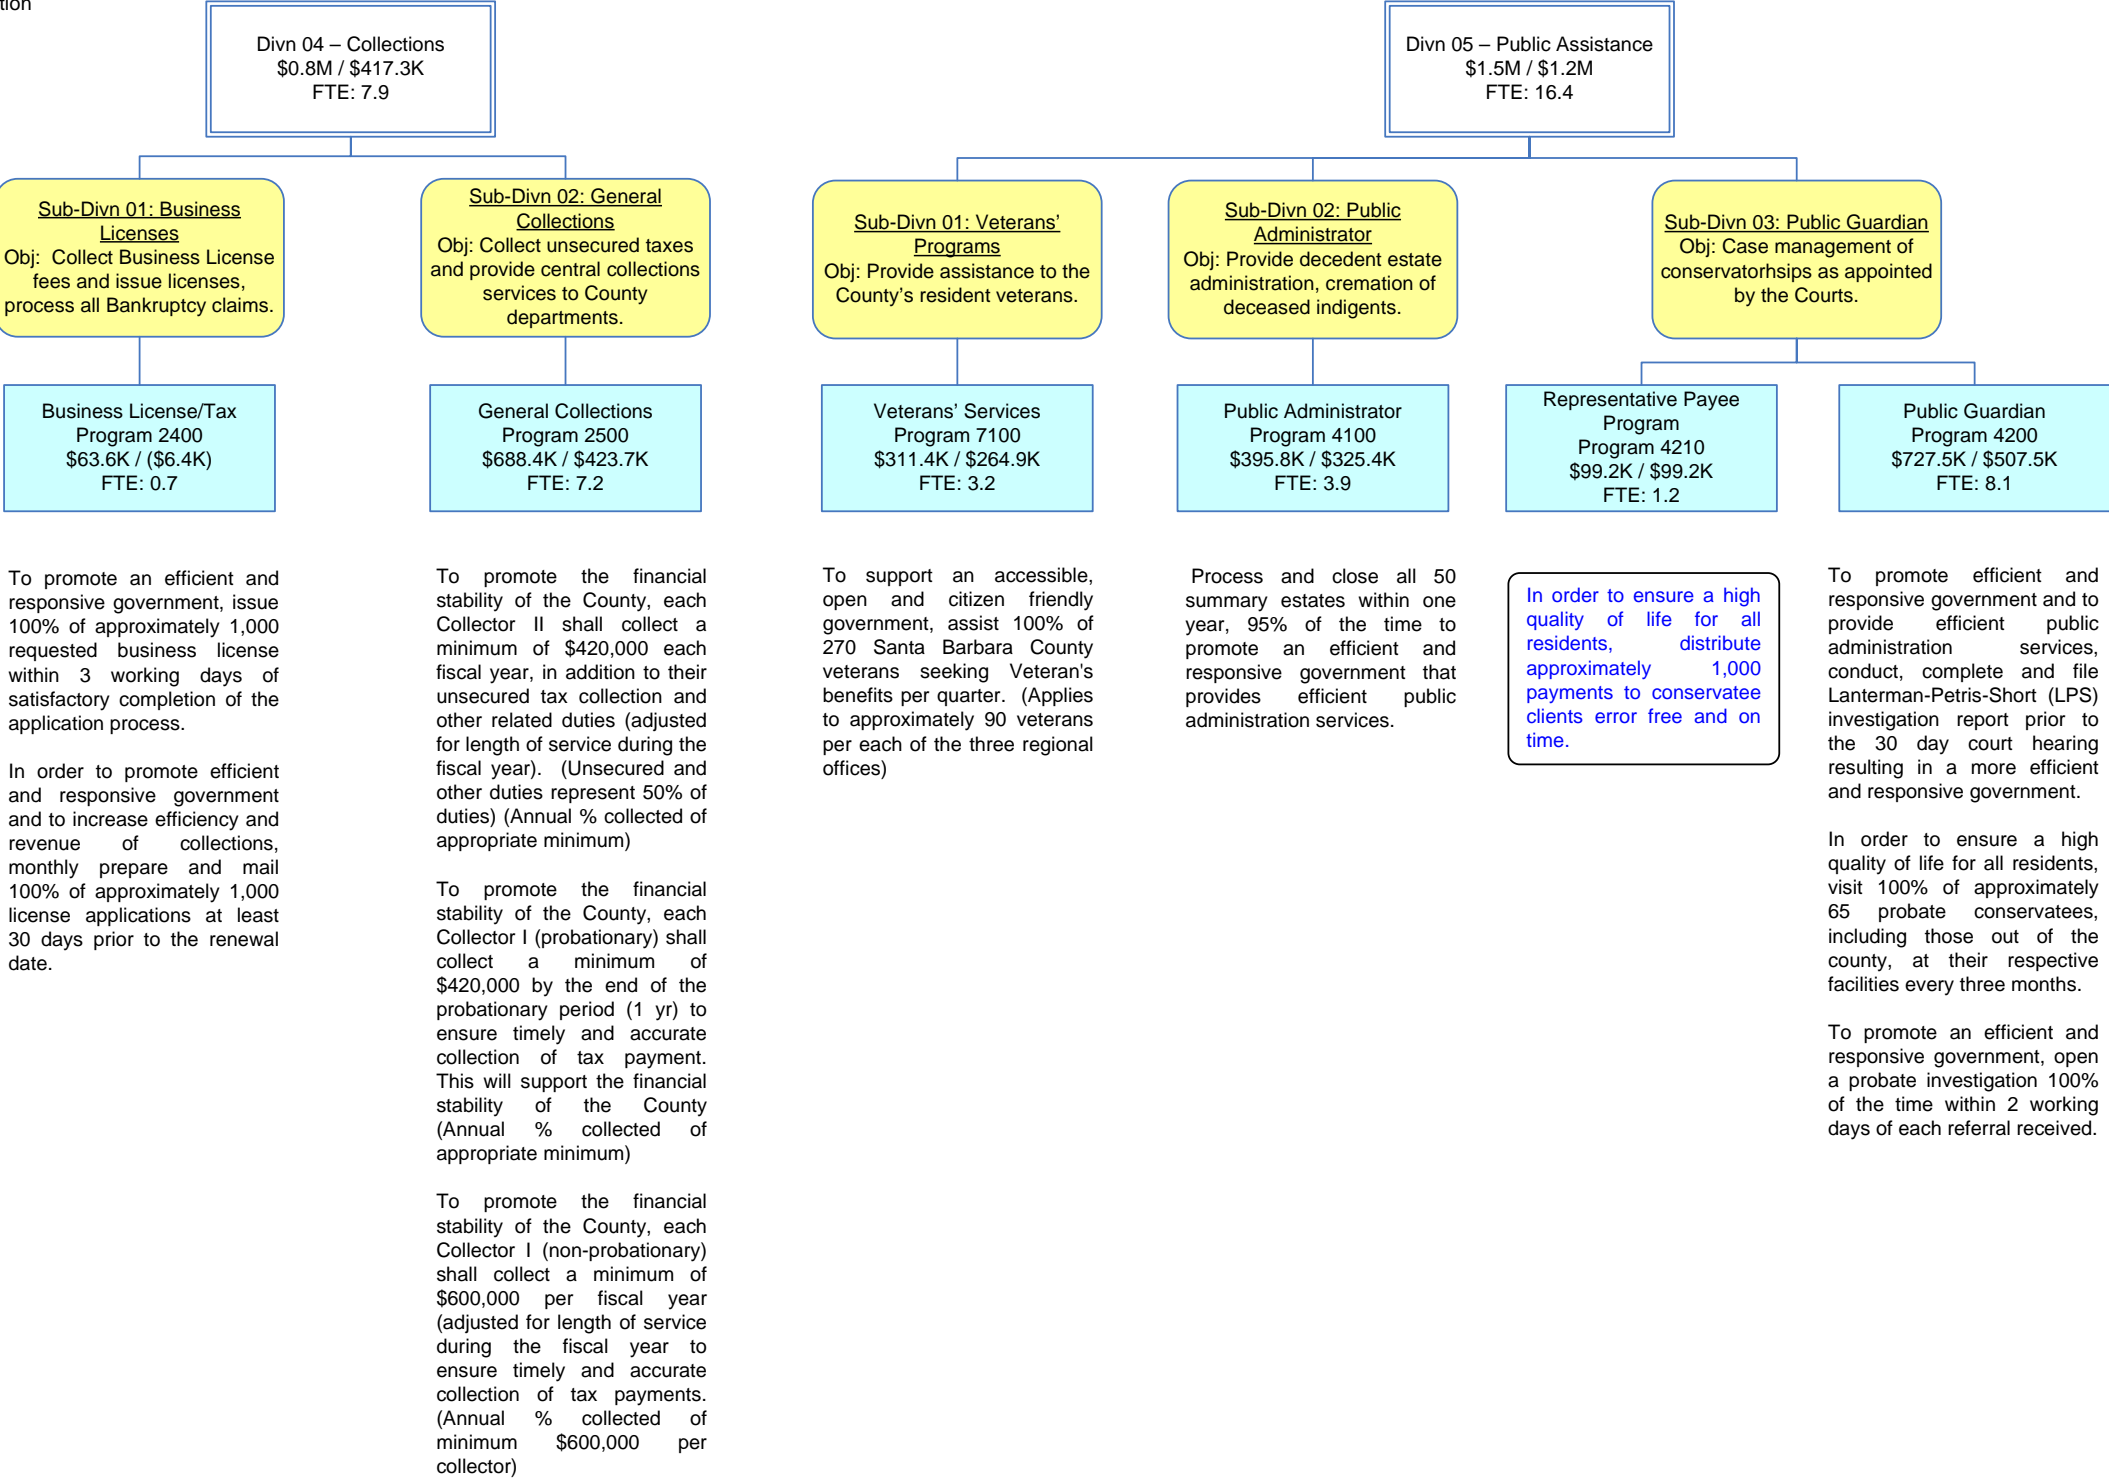 tion
Divn 04 – Collections
$0.8M / $417.3K
FTE: 7.9
Divn 05 – Public Assistance
$1.5M / $1.2M
FTE: 16.4
Sub-Divn 01: Business
Licenses
Obj:  Collect Business License
fees and issue licenses,
process all Bankruptcy claims.
Sub-Divn 02: General
Collections
Obj: Collect unsecured taxes
and provide central collections
services to County
departments.
Sub-Divn 01: Veterans’
Programs
Obj: Provide assistance to the
County’s resident veterans.
Sub-Divn 02: Public
Administrator
Obj: Provide decedent estate
administration, cremation of
deceased indigents.
Sub-Divn 03: Public Guardian
Obj: Case management of
conservatorhsips as appointed
by the Courts.
Business License/Tax
Program 2400
$63.6K / ($6.4K)
FTE: 0.7
General Collections
Program 2500
$688.4K / $423.7K
FTE: 7.2
Veterans’ Services
Program 7100
$311.4K / $264.9K
FTE: 3.2
Public Administrator
Program 4100
$395.8K / $325.4K
FTE: 3.9
Representative Payee
Program
Program 4210
$99.2K / $99.2K
FTE: 1.2
Public Guardian
Program 4200
$727.5K / $507.5K
FTE: 8.1
To promote an efficient and
responsive government, issue
100% of approximately 1,000
requested business license
within 3 working days of
satisfactory completion of the
application process.
In order to promote efficient
and responsive government
and to increase efficiency and
revenue of collections,
monthly prepare and mail
100% of approximately 1,000
license applications at least
30 days prior to the renewal
date.
To promote the financial
stability of the County, each
Collector II shall collect a
minimum of $420,000 each
fiscal year, in addition to their
unsecured tax collection and
other related duties (adjusted
for length of service during the
fiscal year).  (Unsecured and
other duties represent 50% of
duties) (Annual % collected of
appropriate minimum)
To promote the financial
stability of the County, each
Collector I (probationary) shall
collect a minimum of
$420,000 by the end of the
probationary period (1 yr) to
ensure timely and accurate
collection of tax payment.
This will support the financial
stability of the County
(Annual % collected of
appropriate minimum)
To promote the financial
stability of the County, each
Collector I (non-probationary)
shall collect a minimum of
$600,000 per fiscal year
(adjusted for length of service
during the fiscal year to
ensure timely and accurate
collection of tax payments.
(Annual % collected of
minimum $600,000 per
collector)
To support an accessible,
open and citizen friendly
government, assist 100% of
270 Santa Barbara County
veterans seeking Veteran's
benefits per quarter.  (Applies
to approximately 90 veterans
per each of the three regional
offices)
Process and close all 50
summary estates within one
year, 95% of the time to
promote an efficient and
responsive government that
provides efficient public
administration services.
In order to ensure a high
quality of life for all
residents, distribute
approximately 1,000
payments to conservatee
clients error free and on
time.
To promote efficient and
responsive government and to
provide efficient public
administration services,
conduct, complete and file
Lanterman-Petris-Short (LPS)
investigation report prior to
the 30 day court hearing
resulting in a more efficient
and responsive government.
In order to ensure a high
quality of life for all residents,
visit 100% of approximately
65 probate conservatees,
including those out of the
county, at their respective
facilities every three months.
To promote an efficient and
responsive government, open
a probate investigation 100%
of the time within 2 working
days of each referral received.